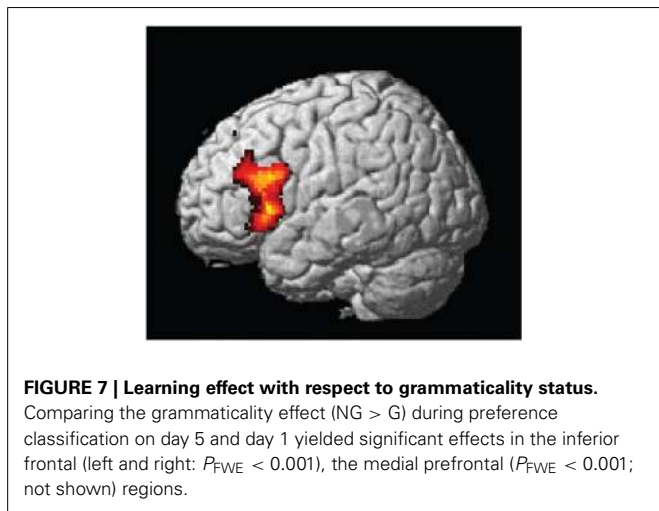 FIGURE 7 | Learning effect with respect to grammaticality status.
Comparing the grammaticality effect (NG > G) during preference
classification on day 5 and day 1 yielded significant effects in the inferior
frontal (left and right: PFWE < 0.001), the medial prefrontal (PFWE < 0.001;
not shown) regions.